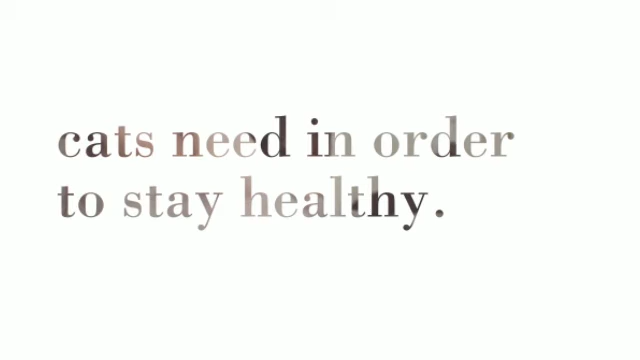 cats need in order
to stay healthy.